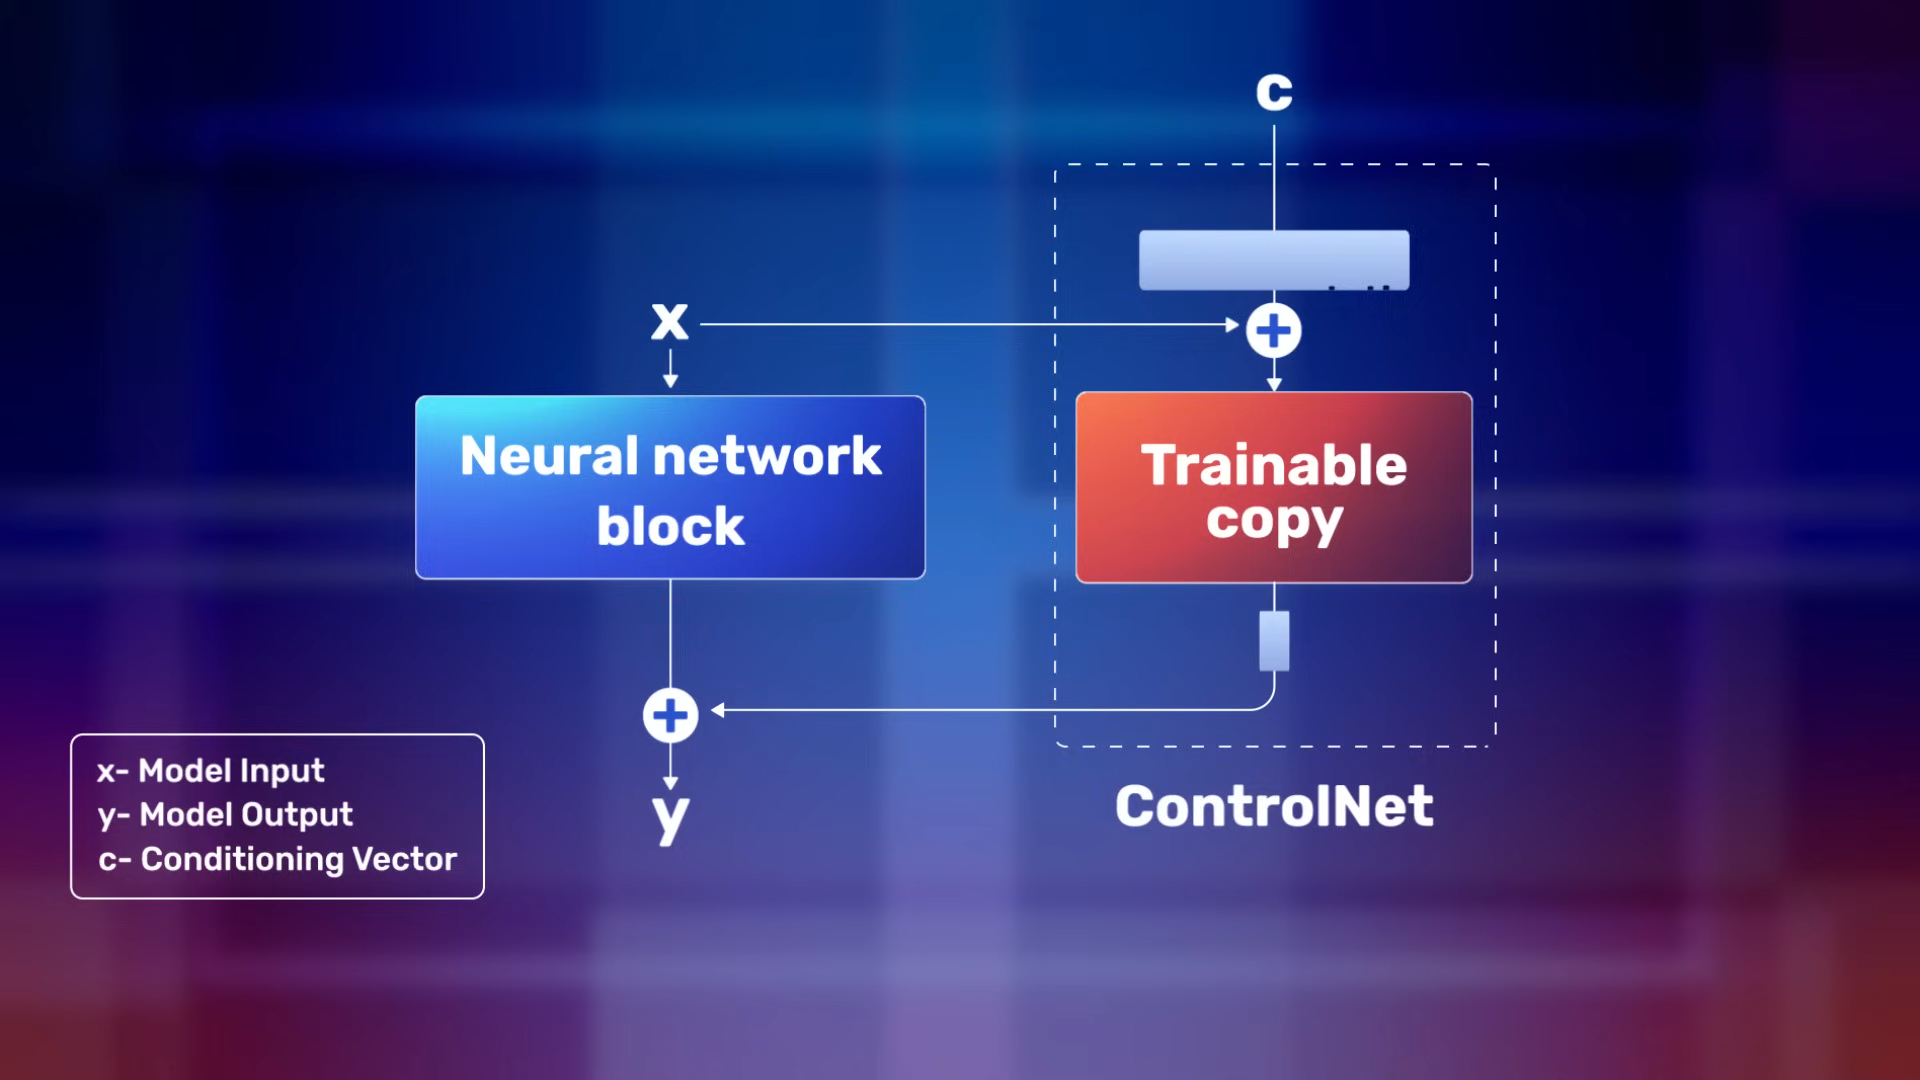 c
x
Neural network
block
Trainable
copy
x- Model Input
y- Model Output
c- Conditioning Vector
y
ControlNet